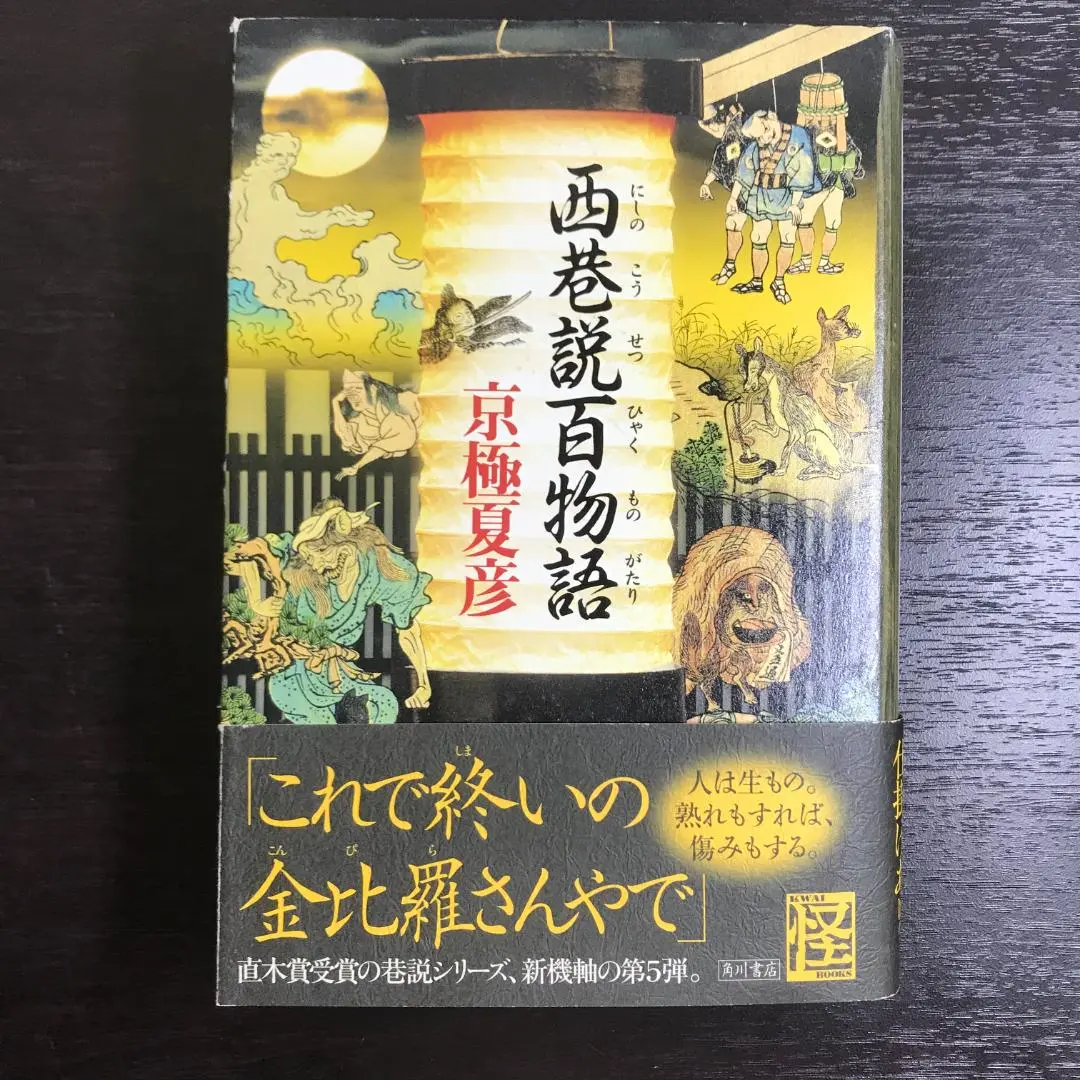 西巷説百物語
にしの こう せつ ひゃく もの がたり
京極夏彦
「これで終いの
しま
金比羅さんやで」
こん ぴ ら
人は生もの。
熟れもすれば、
傷みもする。
直木賞受賞の巷説シリーズ、新機軸の第5弾。
角川書店
KWAI
怪
BOOKS